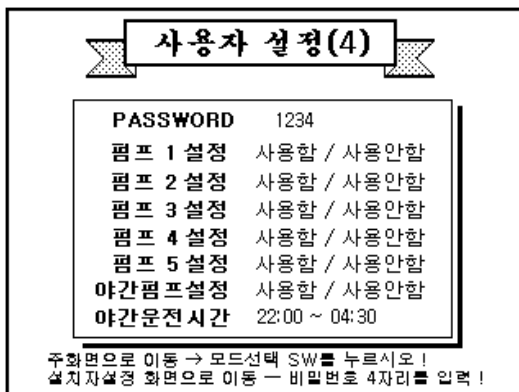 사용자 설정(4)
PASSWORD 1234
펌프 1 설정 사용함 / 사용안함
펌프 2 설정 사용함 / 사용안함
펌프 3 설정 사용함 / 사용안함
펌프 4 설정 사용함 / 사용안함
펌프 5 설정 사용함 / 사용안함
야간펌프설정 사용함 / 사용안함
야간운전시간 22:00 ~ 04:30
주화면으로 이동 → 모드선택 SW를 누르시오 !
설치자설정 화면으로 이동 — 비밀번호 4자리를 입력 !